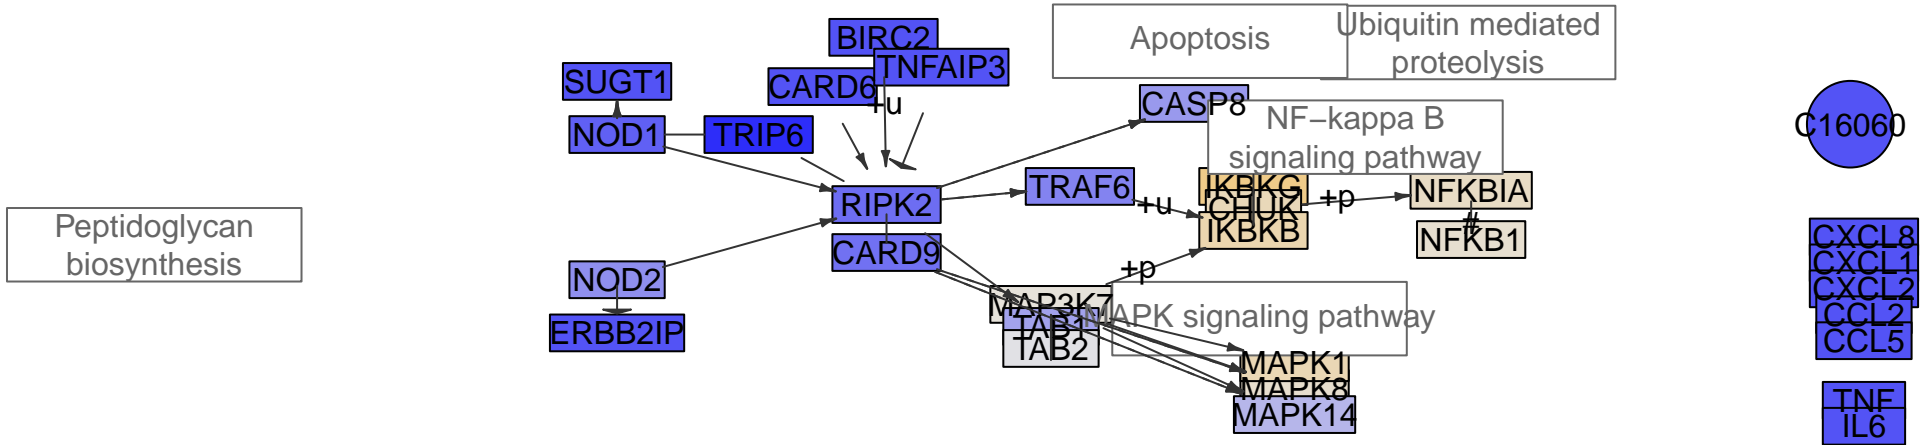 BIRC2
TNFAIP3
CARD6
+u
SUGT1
NOD1
TRIP6
Apoptosis
Ubiquitin mediated
proteolysis
CASP8
NF−kappa B
signaling pathway
C16060
RIPK2
TRAF6
+u
IKBKG
CHUK
IKBKB
+p
NFKBIA
#
NFKB1
Peptidoglycan
biosynthesis
CARD9
NOD2
ERBB2IP
+p
MAP3K7
TAB1
TAB2
MAPK signaling pathway
MAPK1
MAPK8
MAPK14
CXCL8
CXCL1
CXCL2
CCL2
CCL5
TNF
IL6